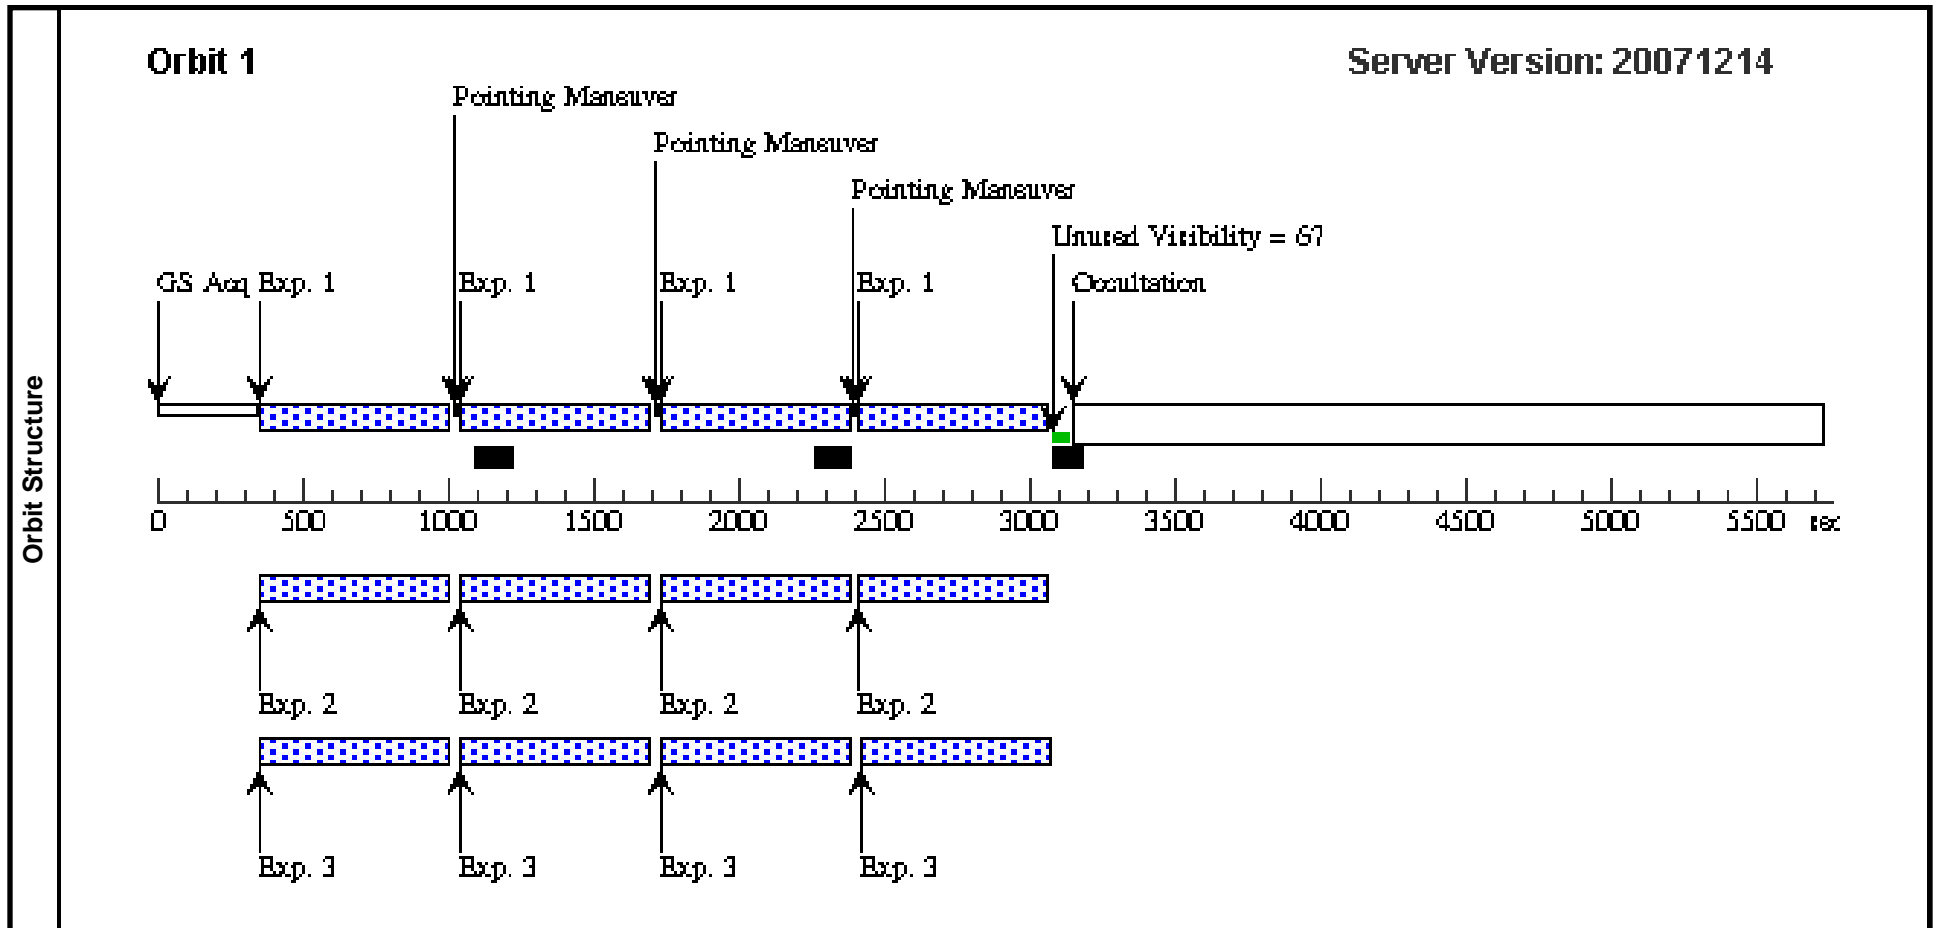 Orbit Structure
Orbit 1
Server Version: 20071214
Pointing Maneuver
Pointing Maneuver
Pointing Maneuver
Unused Visibility = 67
GS Acq Exp. 1 Exp. 1 Exp. 1 Exp. 1 Occultation
0 500 1000 1500 2000 2500 3000 3500 4000 4500 5000 5500 sec
Exp. 2 Exp. 2 Exp. 2 Exp. 2
Exp. 3 Exp. 3 Exp. 3 Exp. 3